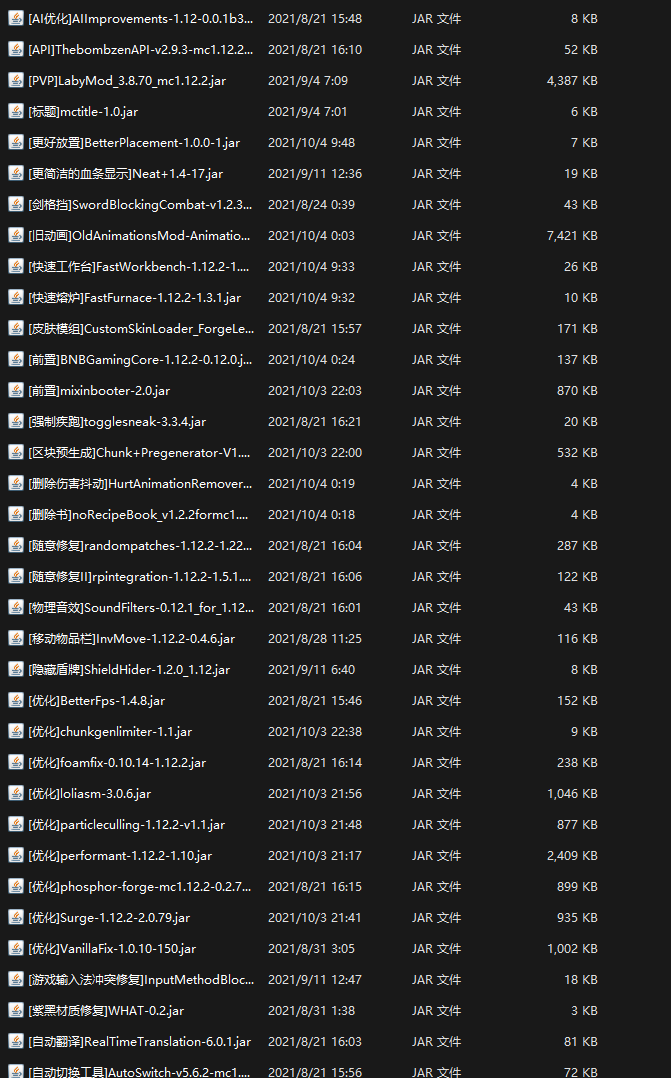 [AI优化]AIImprovements-1.12-0.0.1b3... 2021/8/21 15:48 JAR 文件 8 KB
[API]ThebombzenAPI-v2.9.3-mc1.12.2... 2021/8/21 16:10 JAR 文件 52 KB
[PVP]LabyMod_3.8.70_mc1.12.2.jar 2021/9/4 7:09 JAR 文件 4,387 KB
[标题]mctitle-1.0.jar 2021/9/4 7:01 JAR 文件 6 KB
[更好放置]BetterPlacement-1.0.0-1.jar 2021/10/4 9:48 JAR 文件 7 KB
[更简洁的血条显示]Neat+1.4-17.jar 2021/9/11 12:36 JAR 文件 19 KB
[剑格挡]SwordBlockingCombat-v1.2.3... 2021/8/24 0:39 JAR 文件 43 KB
[旧动画]OldAnimationsMod-Animatio... 2021/10/4 0:03 JAR 文件 7,421 KB
[快速工作台]FastWorkbench-1.12.2-1.... 2021/10/4 9:33 JAR 文件 26 KB
[快速熔炉]FastFurnace-1.12.2-1.3.1.jar 2021/10/4 9:32 JAR 文件 10 KB
[皮肤模组]CustomSkinLoader_ForgeLe... 2021/8/21 15:57 JAR 文件 171 KB
[前置]BNBGamingCore-1.12.2-0.12.0.j... 2021/10/4 0:24 JAR 文件 137 KB
[前置]mixinbooter-2.0.jar 2021/10/3 22:03 JAR 文件 870 KB
[强制疾跑]togglesneak-3.3.4.jar 2021/8/21 16:21 JAR 文件 20 KB
[区块预生成]Chunk+Pregenerator-V1.... 2021/10/3 22:00 JAR 文件 532 KB
[删除伤害抖动]HurtAnimationRemover... 2021/10/4 0:19 JAR 文件 4 KB
[删除书]noRecipeBook_v1.2.2formc1.... 2021/10/4 0:18 JAR 文件 4 KB
[随意修复]randompatches-1.12.2-1.22... 2021/8/21 16:04 JAR 文件 287 KB
[随意修复II]rpintegration-1.12.2-1.5.1.... 2021/8/21 16:06 JAR 文件 122 KB
[物理音效]SoundFilters-0.12.1_for_1.12... 2021/8/21 16:01 JAR 文件 43 KB
[移动物品栏]InvMove-1.12.2-0.4.6.jar 2021/8/28 11:25 JAR 文件 116 KB
[隐藏盾牌]ShieldHider-1.2.0_1.12.jar 2021/9/11 6:40 JAR 文件 8 KB
[优化]BetterFps-1.4.8.jar 2021/8/21 15:46 JAR 文件 152 KB
[优化]chunkgenlimiter-1.1.jar 2021/10/3 22:38 JAR 文件 9 KB
[优化]foamfix-0.10.14-1.12.2.jar 2021/8/21 16:14 JAR 文件 238 KB
[优化]loliasm-3.0.6.jar 2021/10/3 21:56 JAR 文件 1,046 KB
[优化]particleculling-1.12.2-v1.1.jar 2021/10/3 21:48 JAR 文件 877 KB
[优化]performant-1.12.2-1.10.jar 2021/10/3 21:17 JAR 文件 2,409 KB
[优化]phosphor-forge-mc1.12.2-0.2.7... 2021/8/21 16:15 JAR 文件 899 KB
[优化]Surge-1.12.2-2.0.79.jar 2021/10/3 21:41 JAR 文件 935 KB
[优化]VanillaFix-1.0.10-150.jar 2021/8/31 3:05 JAR 文件 1,002 KB
[游戏输入法冲突修复]InputMethodBloc... 2021/9/11 12:47 JAR 文件 18 KB
[紫黑材质修复]WHAT-0.2.jar 2021/8/31 1:38 JAR 文件 3 KB
[自动翻译]RealTimeTranslation-6.0.1.jar 2021/8/21 16:03 JAR 文件 81 KB
[自动切换工具]AutoSwitch-v5.6.2-mc1.... 2021/8/21 15:56 JAR 文件 72 KB